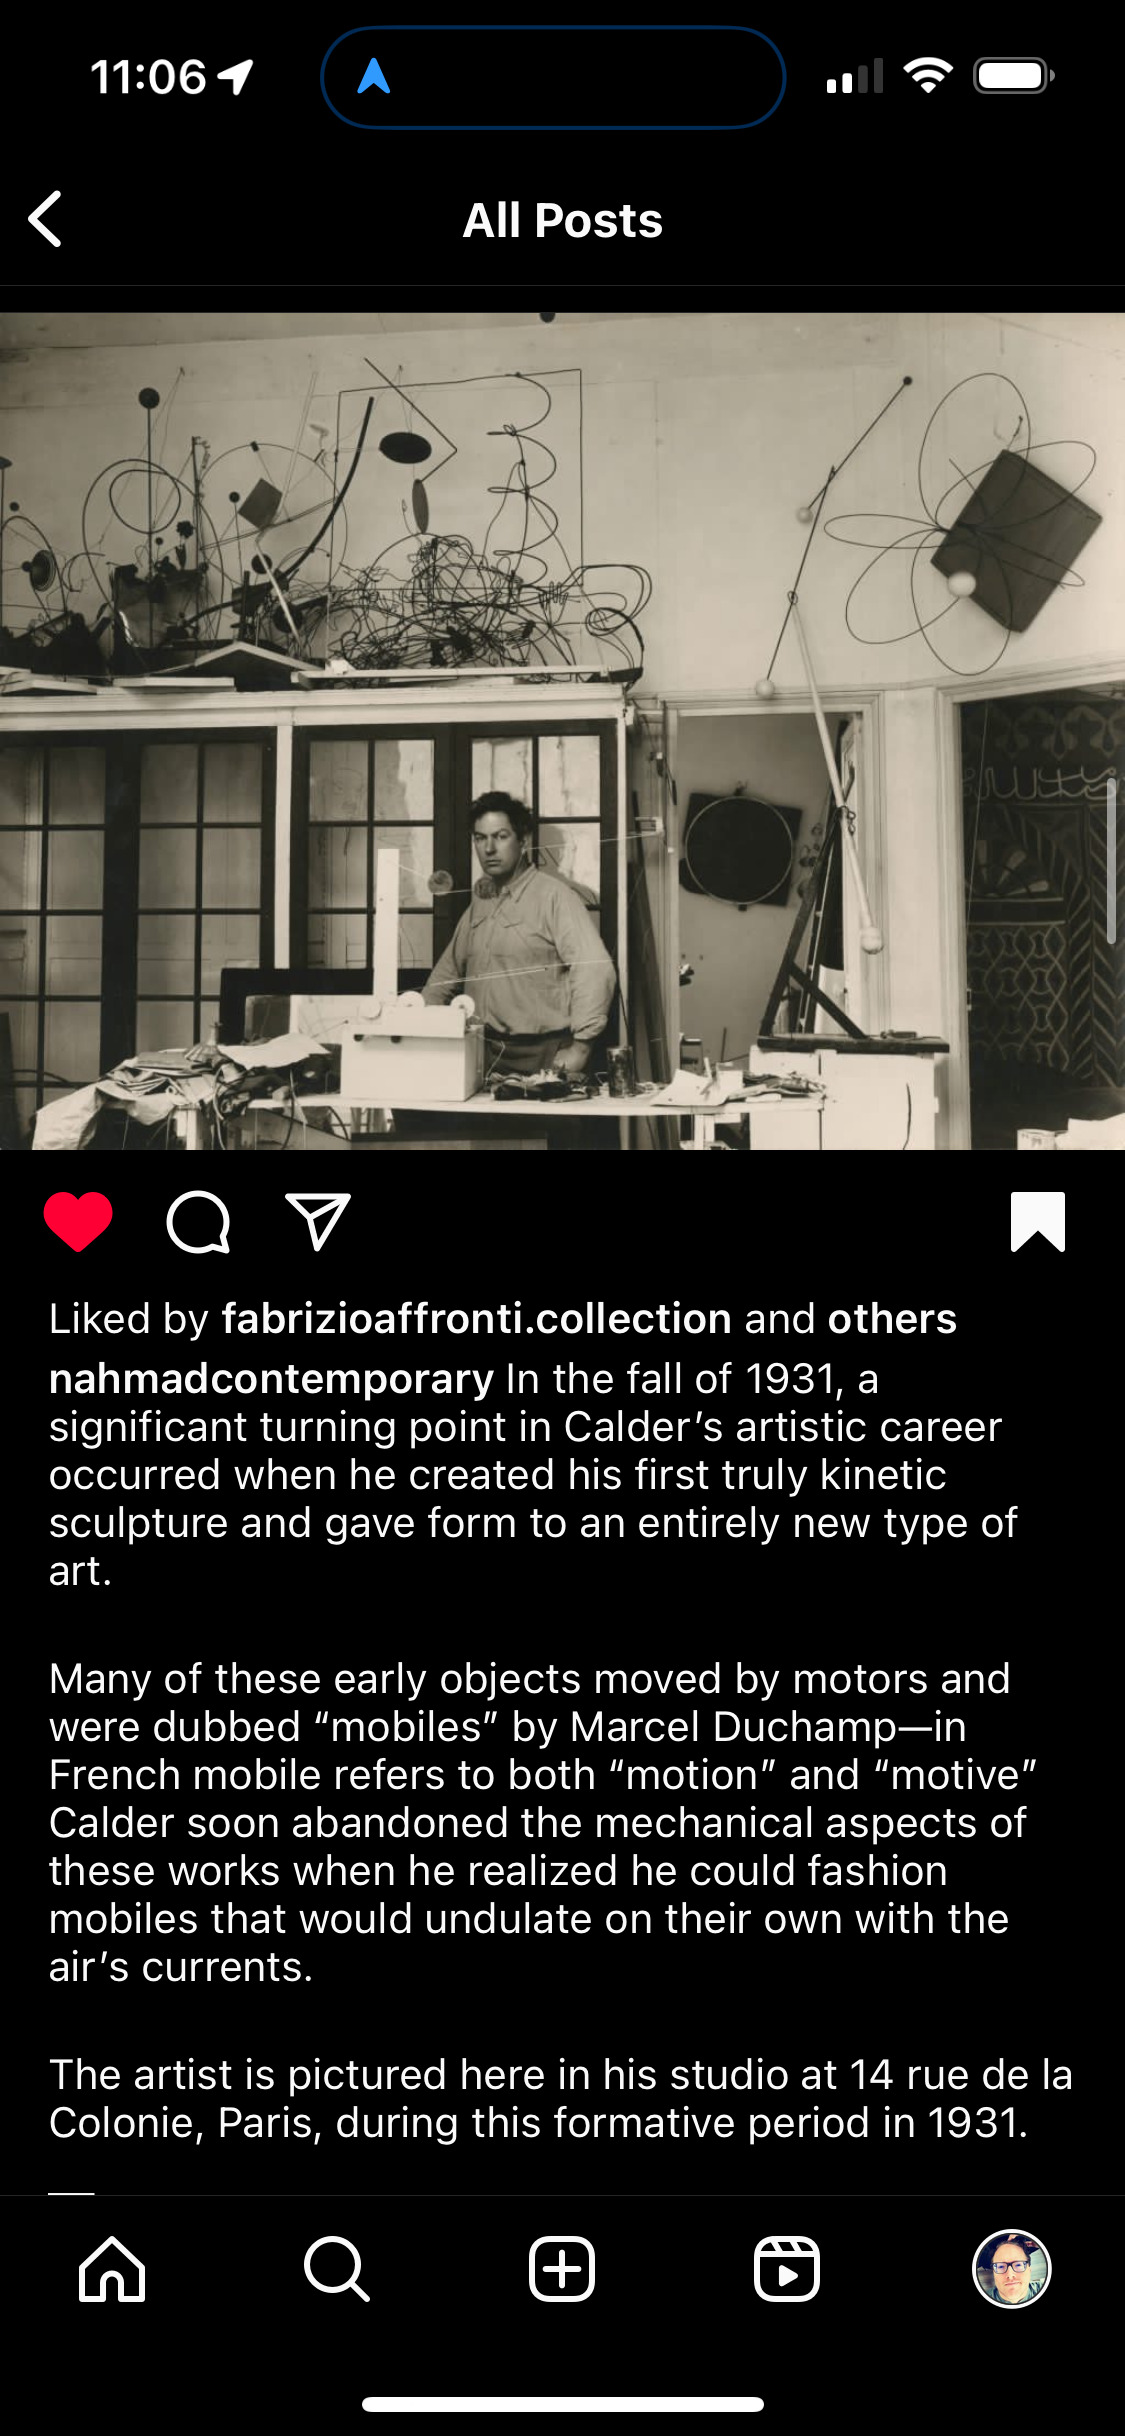 11:06
All Posts
Liked by fabrizioaffronti.collection and others
nahmadcontemporary In the fall of 1931, a
significant turning point in Calder’s artistic career
occurred when he created his first truly kinetic
sculpture and gave form to an entirely new type of
art.
Many of these early objects moved by motors and
were dubbed “mobiles” by Marcel Duchamp—in
French mobile refers to both “motion” and “motive”
Calder soon abandoned the mechanical aspects of
these works when he realized he could fashion
mobiles that would undulate on their own with the
air’s currents.
The artist is pictured here in his studio at 14 rue de la
Colonie, Paris, during this formative period in 1931.